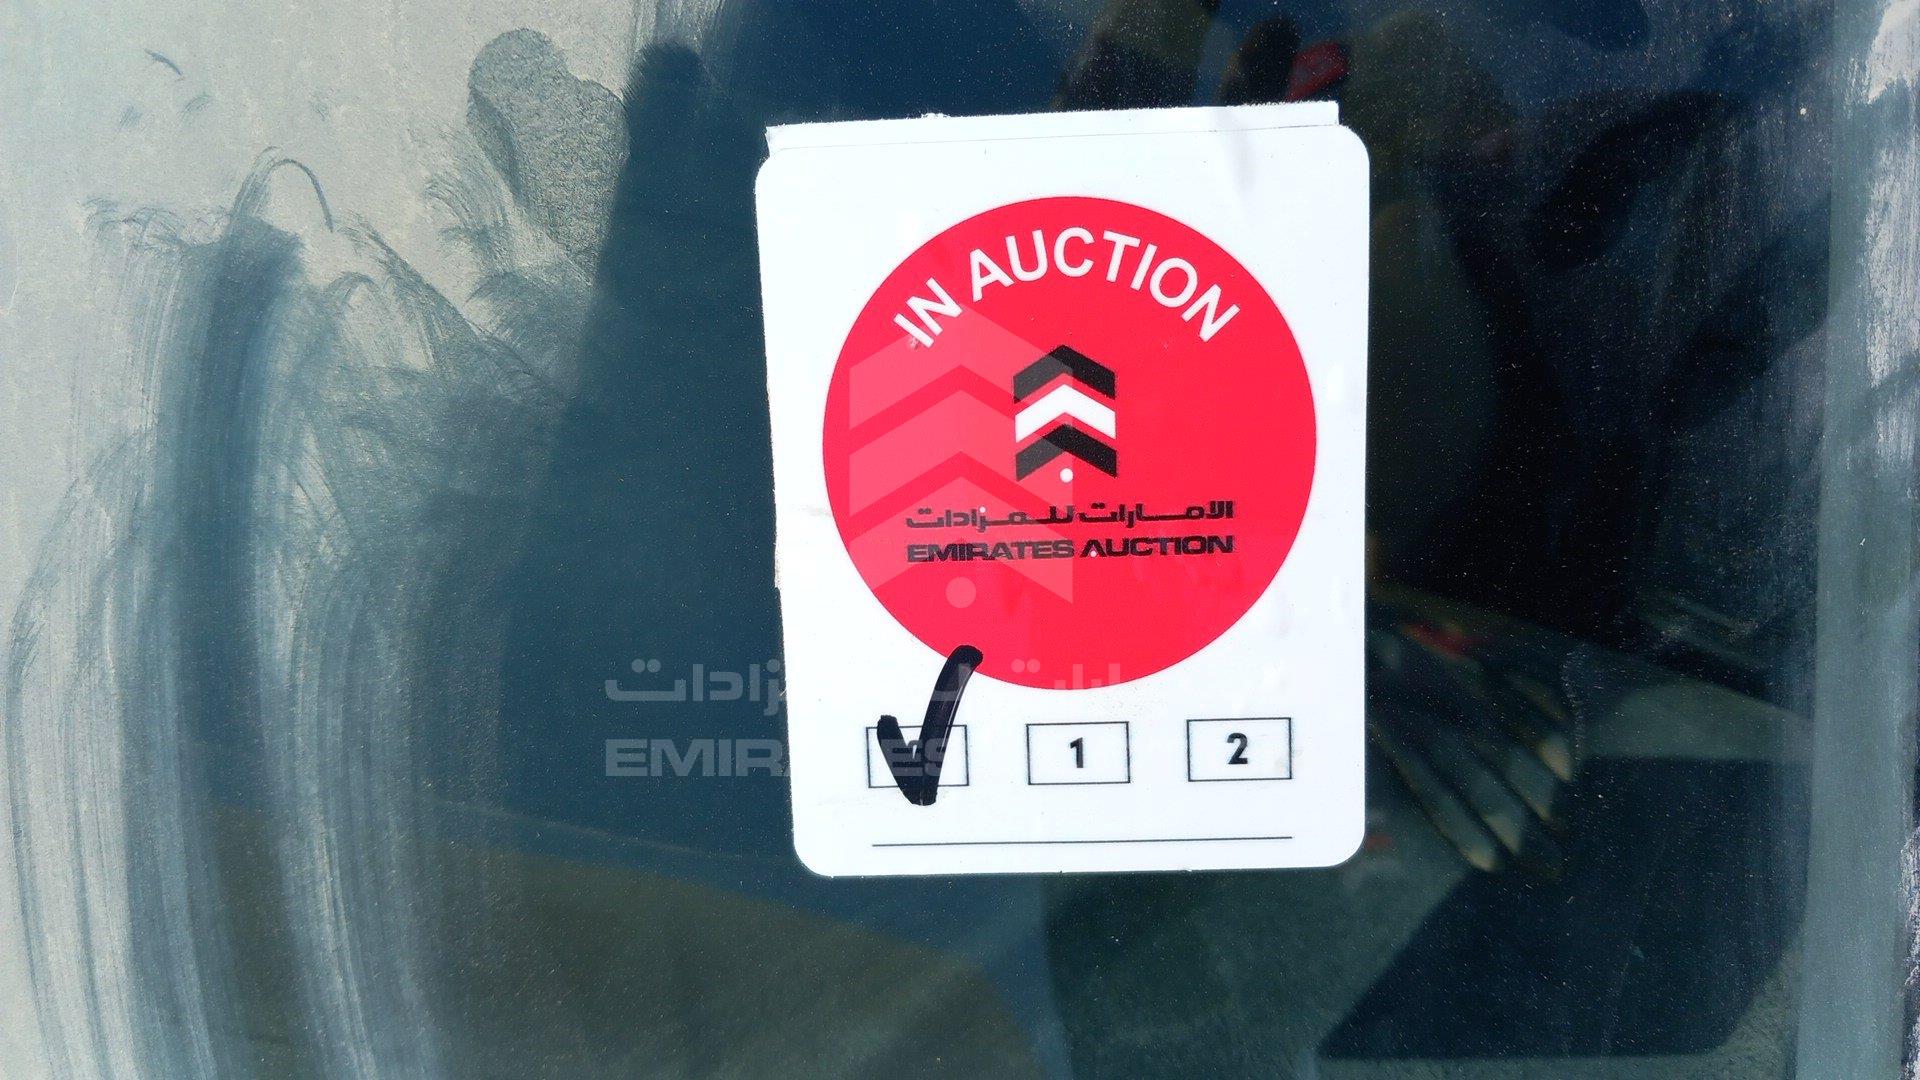 IN AUCTION
الامارات للمزادات
EMIRATES AUCTION
1
2